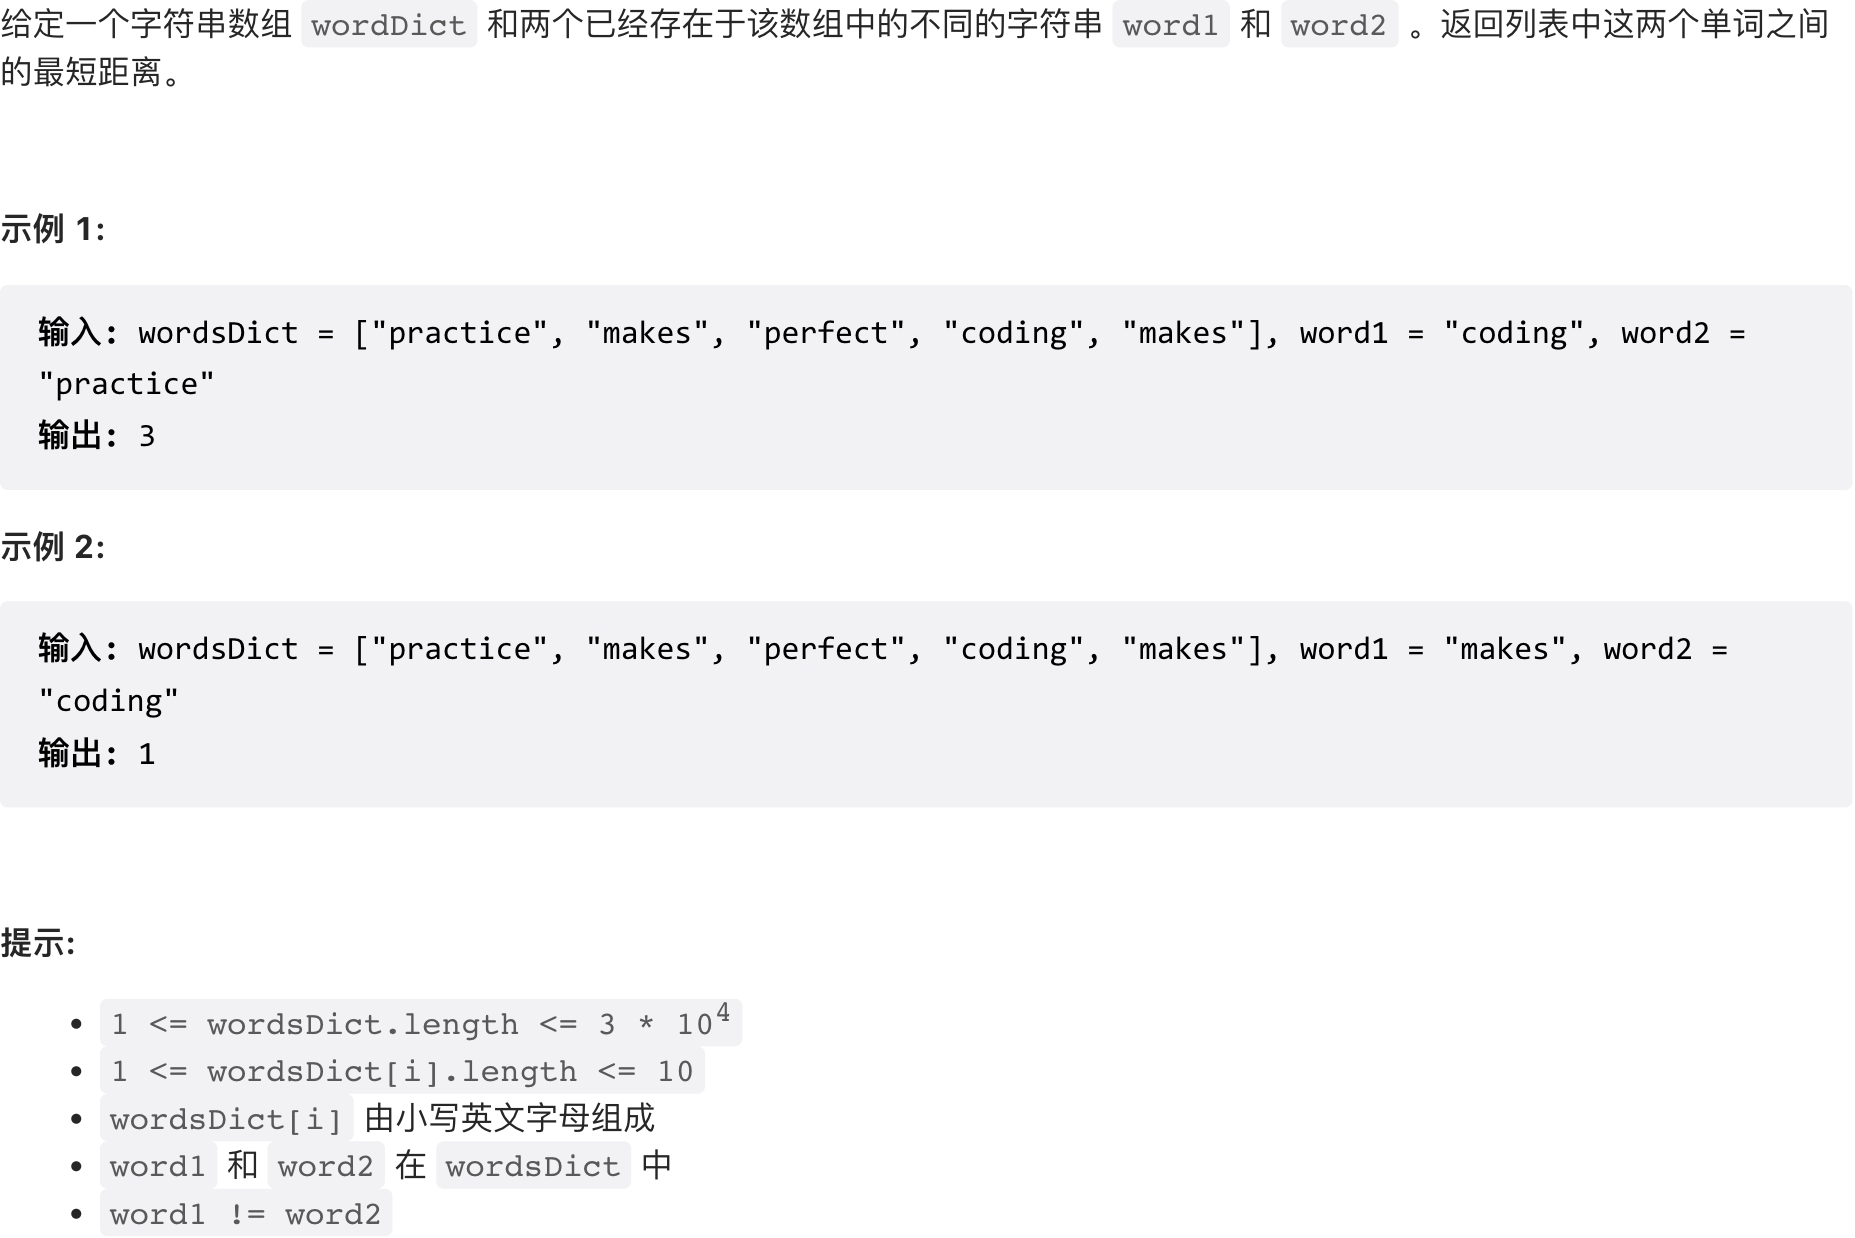 给定一个字符串数组 wordDict 和两个已经存在于该数组中的不同的字符串 word1 和 word2 。返回列表中这两个单词之间
的最短距离。
示例 1:
输入: wordsDict = ["practice", "makes", "perfect", "coding", "makes"], word1 = "coding", word2 =
"practice"
输出: 3
示例 2:
输入: wordsDict = ["practice", "makes", "perfect", "coding", "makes"], word1 = "makes", word2 =
"coding"
输出: 1
提示:
• 1 <= wordsDict.length <= 3 * 10⁴
• 1 <= wordsDict[i].length <= 10
• wordsDict[i] 由小写英文字母组成
• word1 和 word2 在 wordsDict 中
• word1 != word2